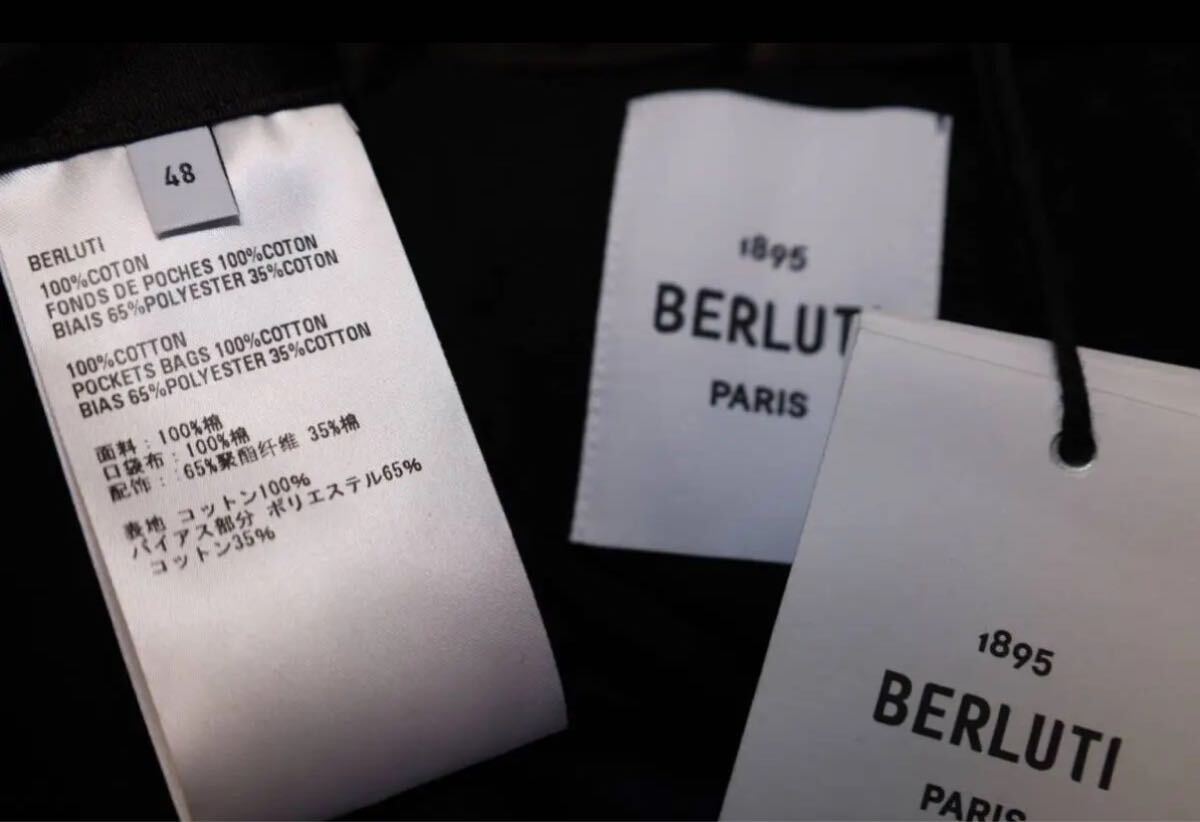 48
BERLUTI
100%COTON
FONDS DE POCHES 100%COTON
BIAIS 65%POLYESTER 35%COTON
100%COTTON
POCKETS BAGS 100%COTTON
BIAS 65%POLYESTER 35%COTTON
面料：100%棉
口袋布：100%棉
配作：65%聚酯纤维 35%棉
表地 コットン100%
バイアス部分 ポリエステル65%
コットン35%
1895
BERLUT
PARIS
1895
BERLUTI
PARIS